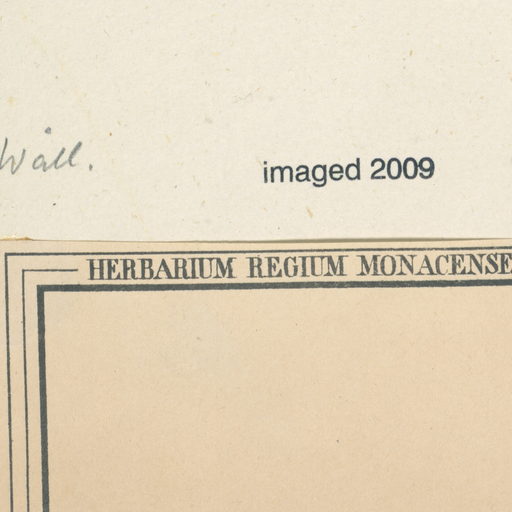 Wall.
imaged 2009
HERBARIUM REGIUM MONACENSE